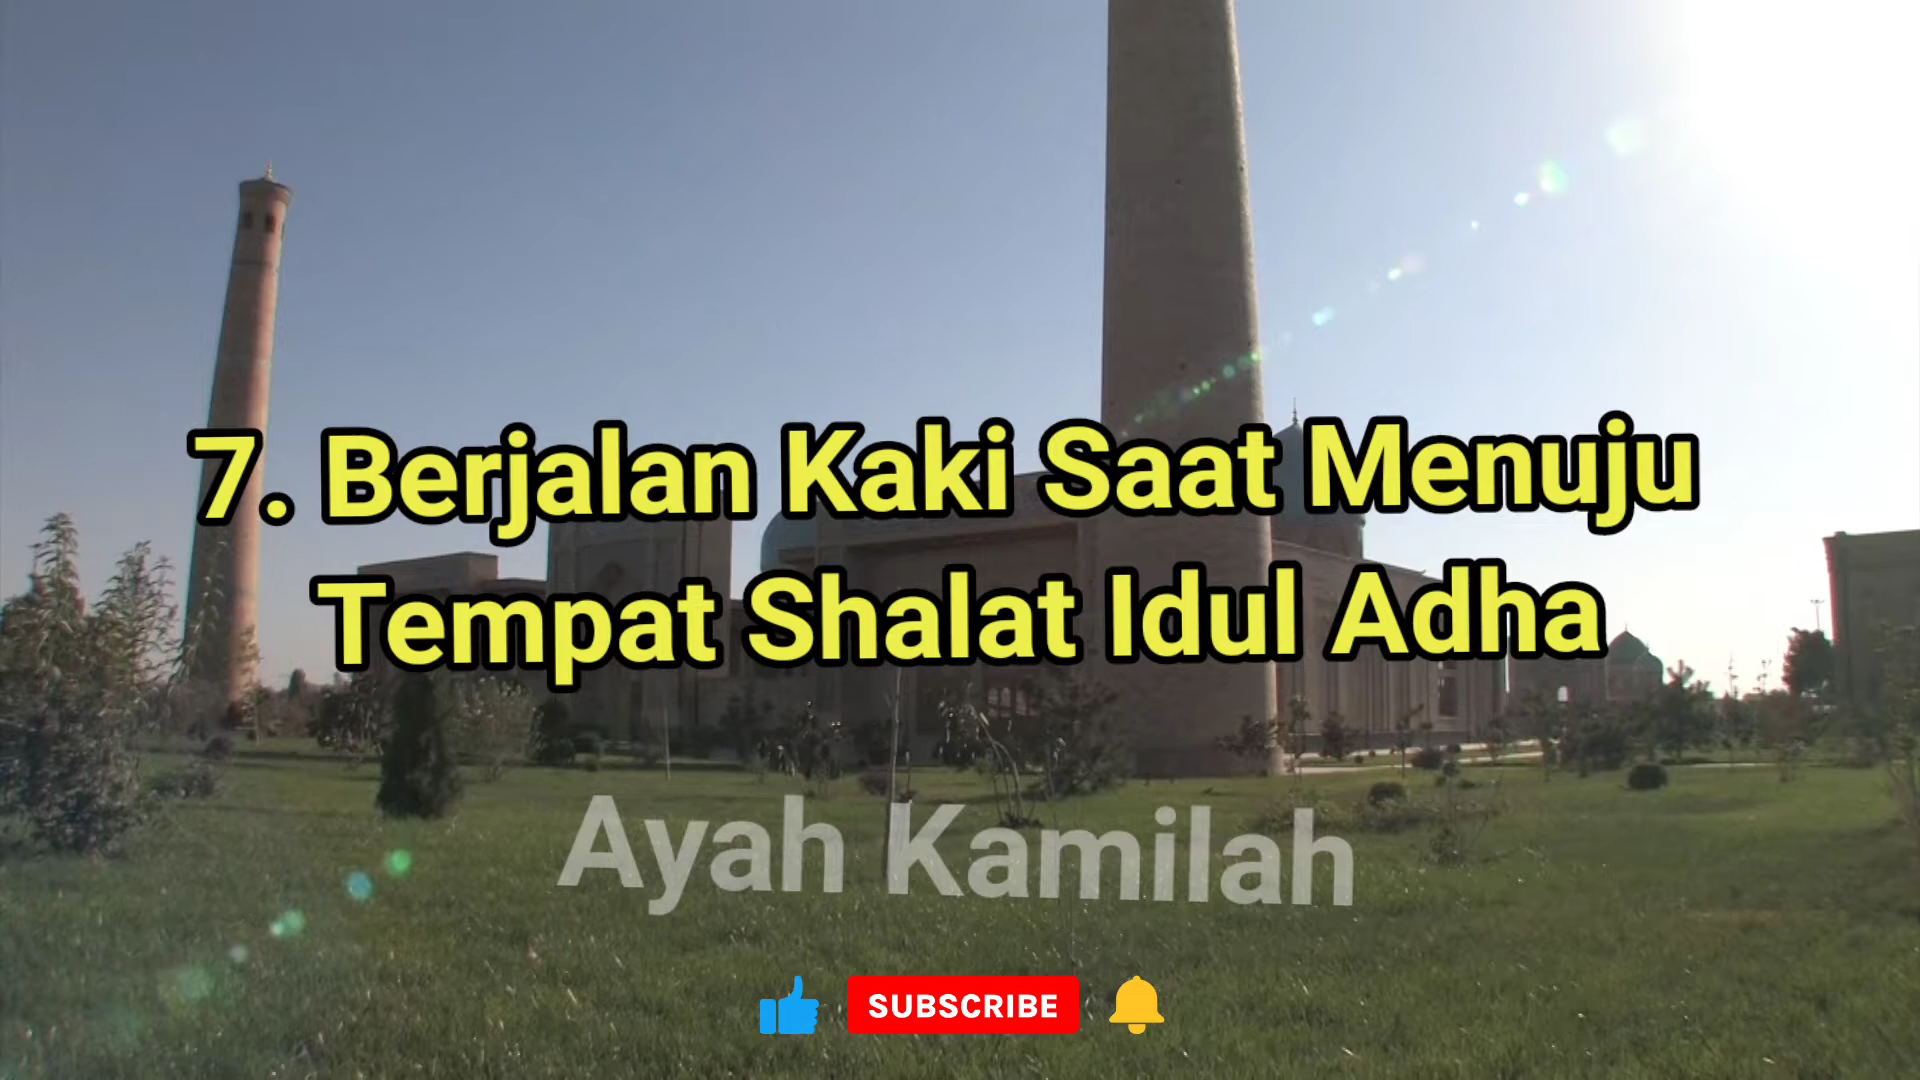 7. Berjalan Kaki Saat Menuju
Tempat Shalat Idul Adha
Ayah Kamilah
SUBSCRIBE